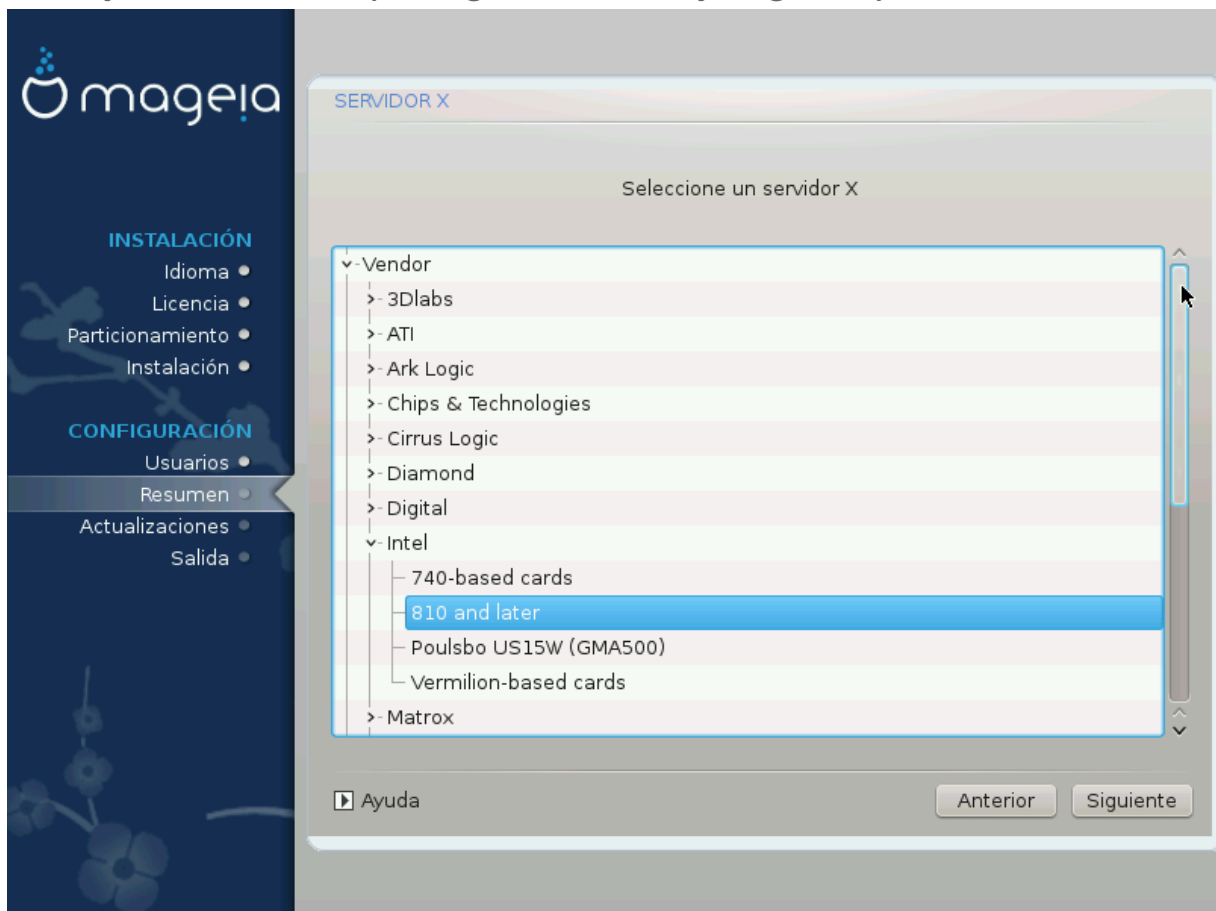 mageia
SERVIDOR X
Seleccione un servidor X
INSTALACIÓN
Idioma
Licencia
Particionamiento
Instalación
CONFIGURACIÓN
Usuarios
Resumen
Actualizaciones
Salida
Vendor
3Dlabs
ATI
Ark Logic
Chips & Technologies
Cirrus Logic
Diamond
Digital
Intel
740-based cards
810 and later
Poulsbo US15W (GMA500)
Vermilion-based cards
Matrox
Ayuda
Anterior
Siguiente